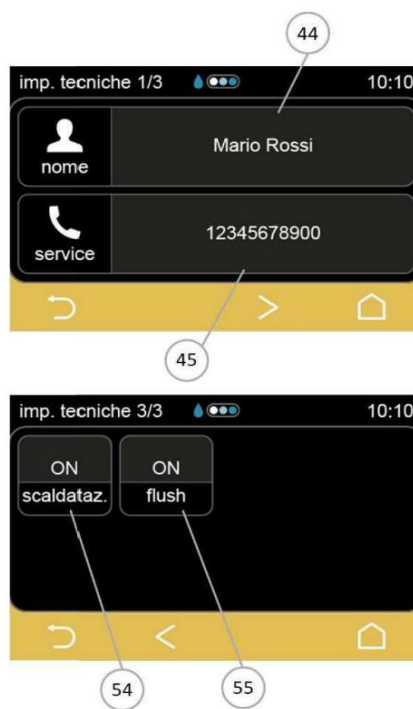 44
imp. tecniche 1/3 10:10
nome Mario Rossi
service 12345678900
45
imp. tecniche 3/3 10:10
ON ON
scaldataz. flush
54 55